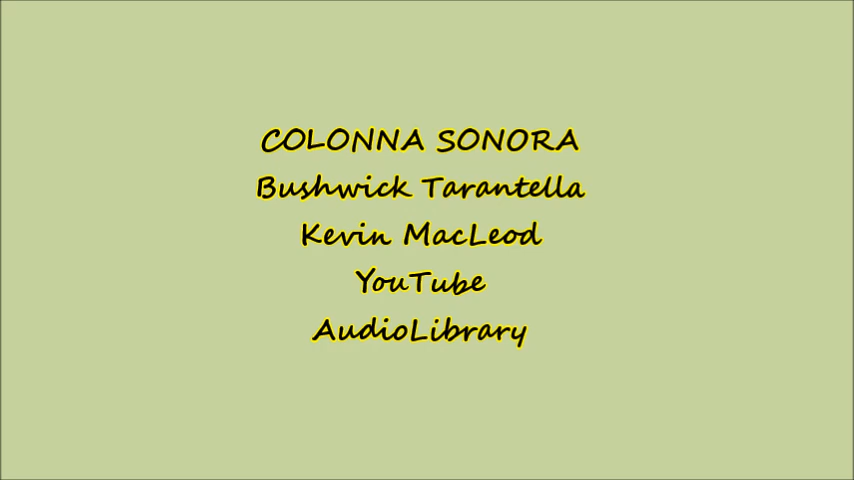 COLONNA SONORA
Bushwick Tarantella
Kevin MacLeod
YouTube
AudioLibrary